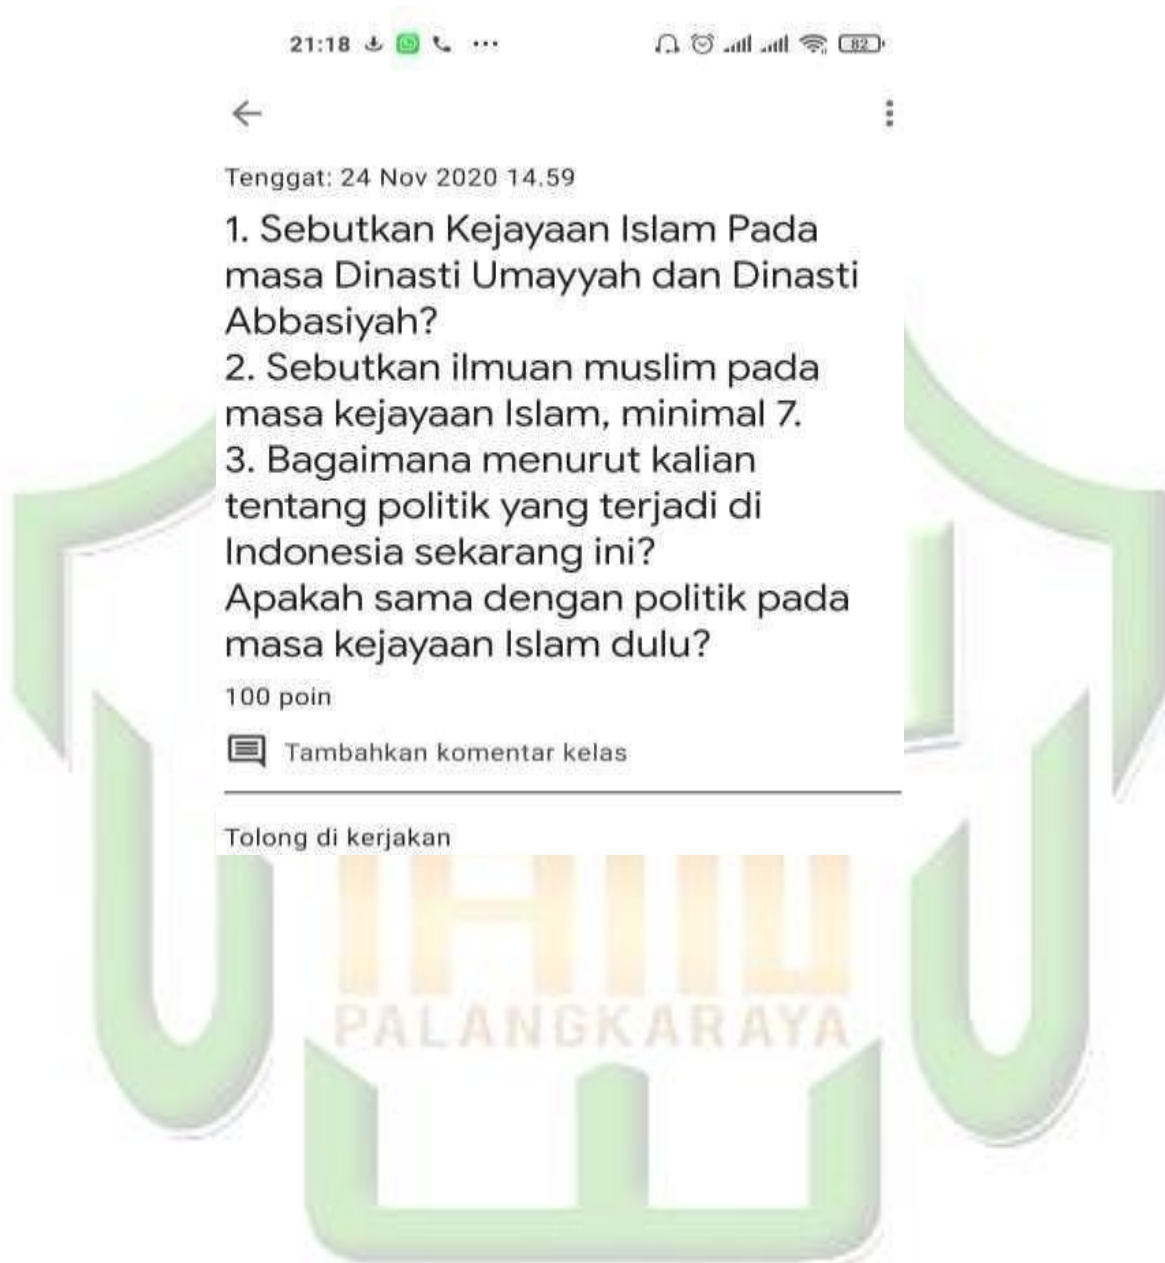 21:18
82
Tenggat: 24 Nov 2020 14.59
1. Sebutkan Kejayaan Islam Pada
masa Dinasti Umayyah dan Dinasti
Abbasiyah?
2. Sebutkan ilmuan muslim pada
masa kejayaan Islam, minimal 7.
3. Bagaimana menurut kalian
tentang politik yang terjadi di
Indonesia sekarang ini?
Apakah sama dengan politik pada
masa kejayaan Islam dulu?
100 poin
Tambahkan komentar kelas
Tolong di kerjakan
PALANGKARAYA